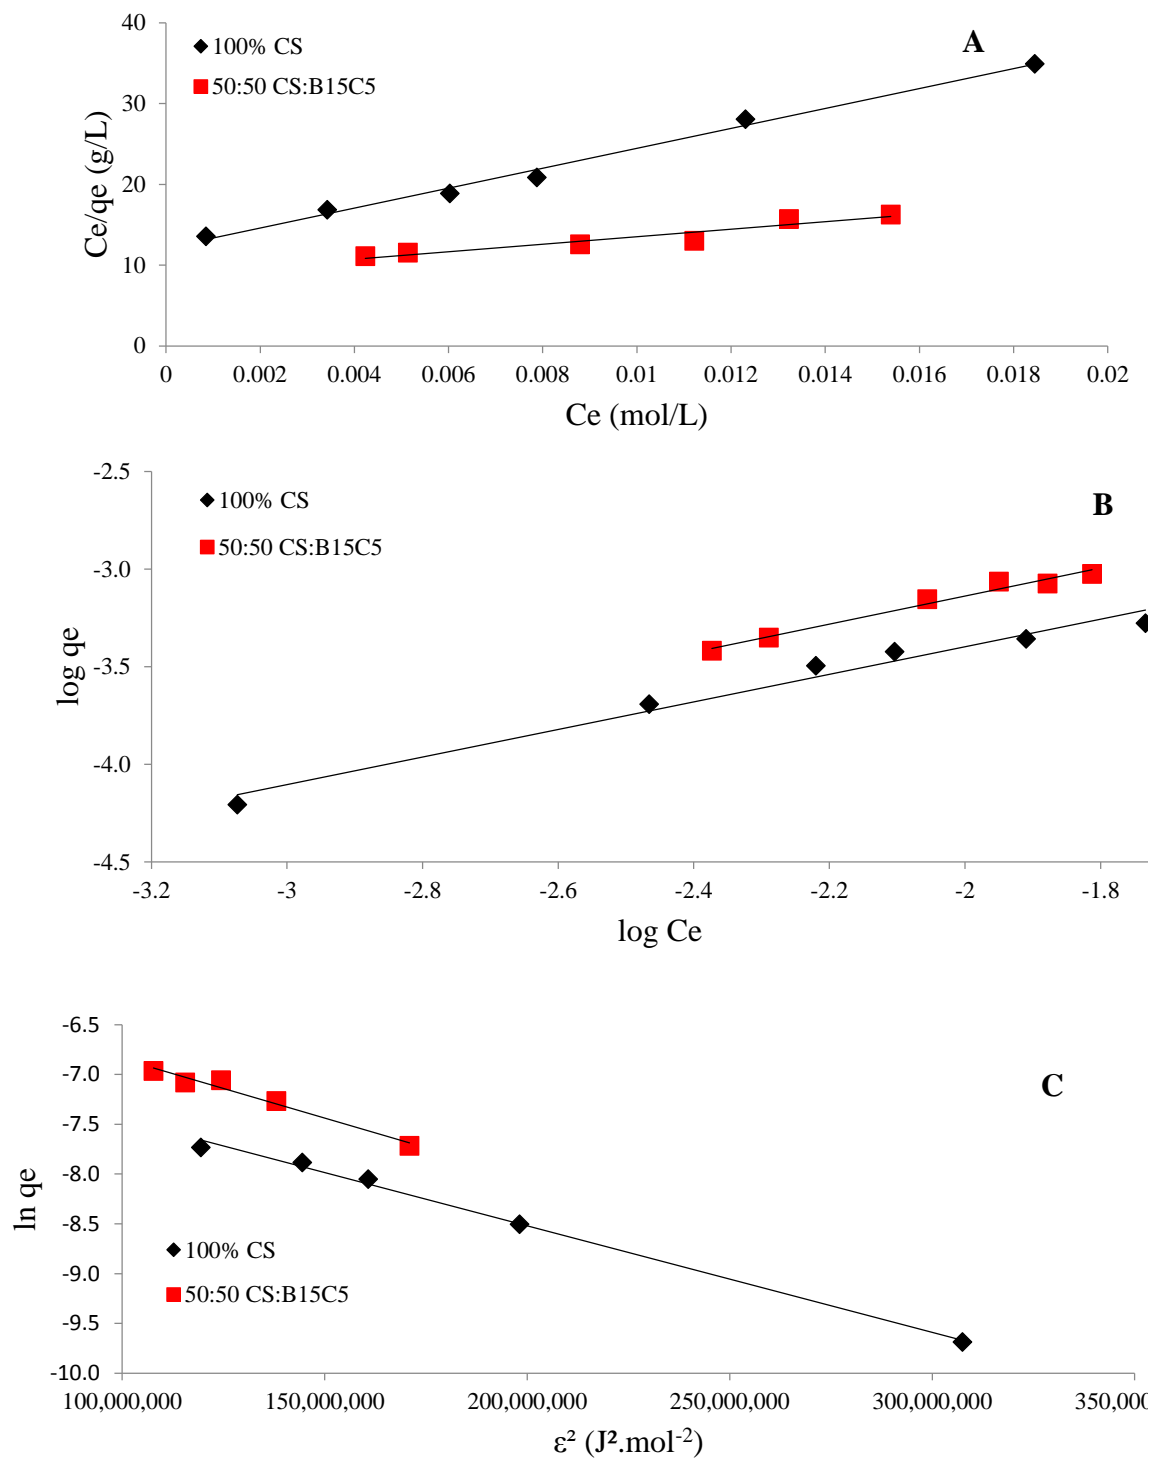 A
100% CS
50:50 CS:B15C5
Ce/qe (g/L)
40
30
20
10
0
0 0.002 0.004 0.006 0.008 0.01 0.012 0.014 0.016 0.018 0.02
Ce (mol/L)
B
100% CS
50:50 CS:B15C5
log qe
-2.5
-3.0
-3.5
-4.0
-4.5
-3.2 -3 -2.8 -2.6 -2.4 -2.2 -2 -1.8
log Ce
C
100% CS
50:50 CS:B15C5
ln qe
-6.5
-7.0
-7.5
-8.0
-8.5
-9.0
-9.5
-10.0
100,000,000 150,000,000 200,000,000 250,000,000 300,000,000 350,000
ε² (J².mol⁻²)